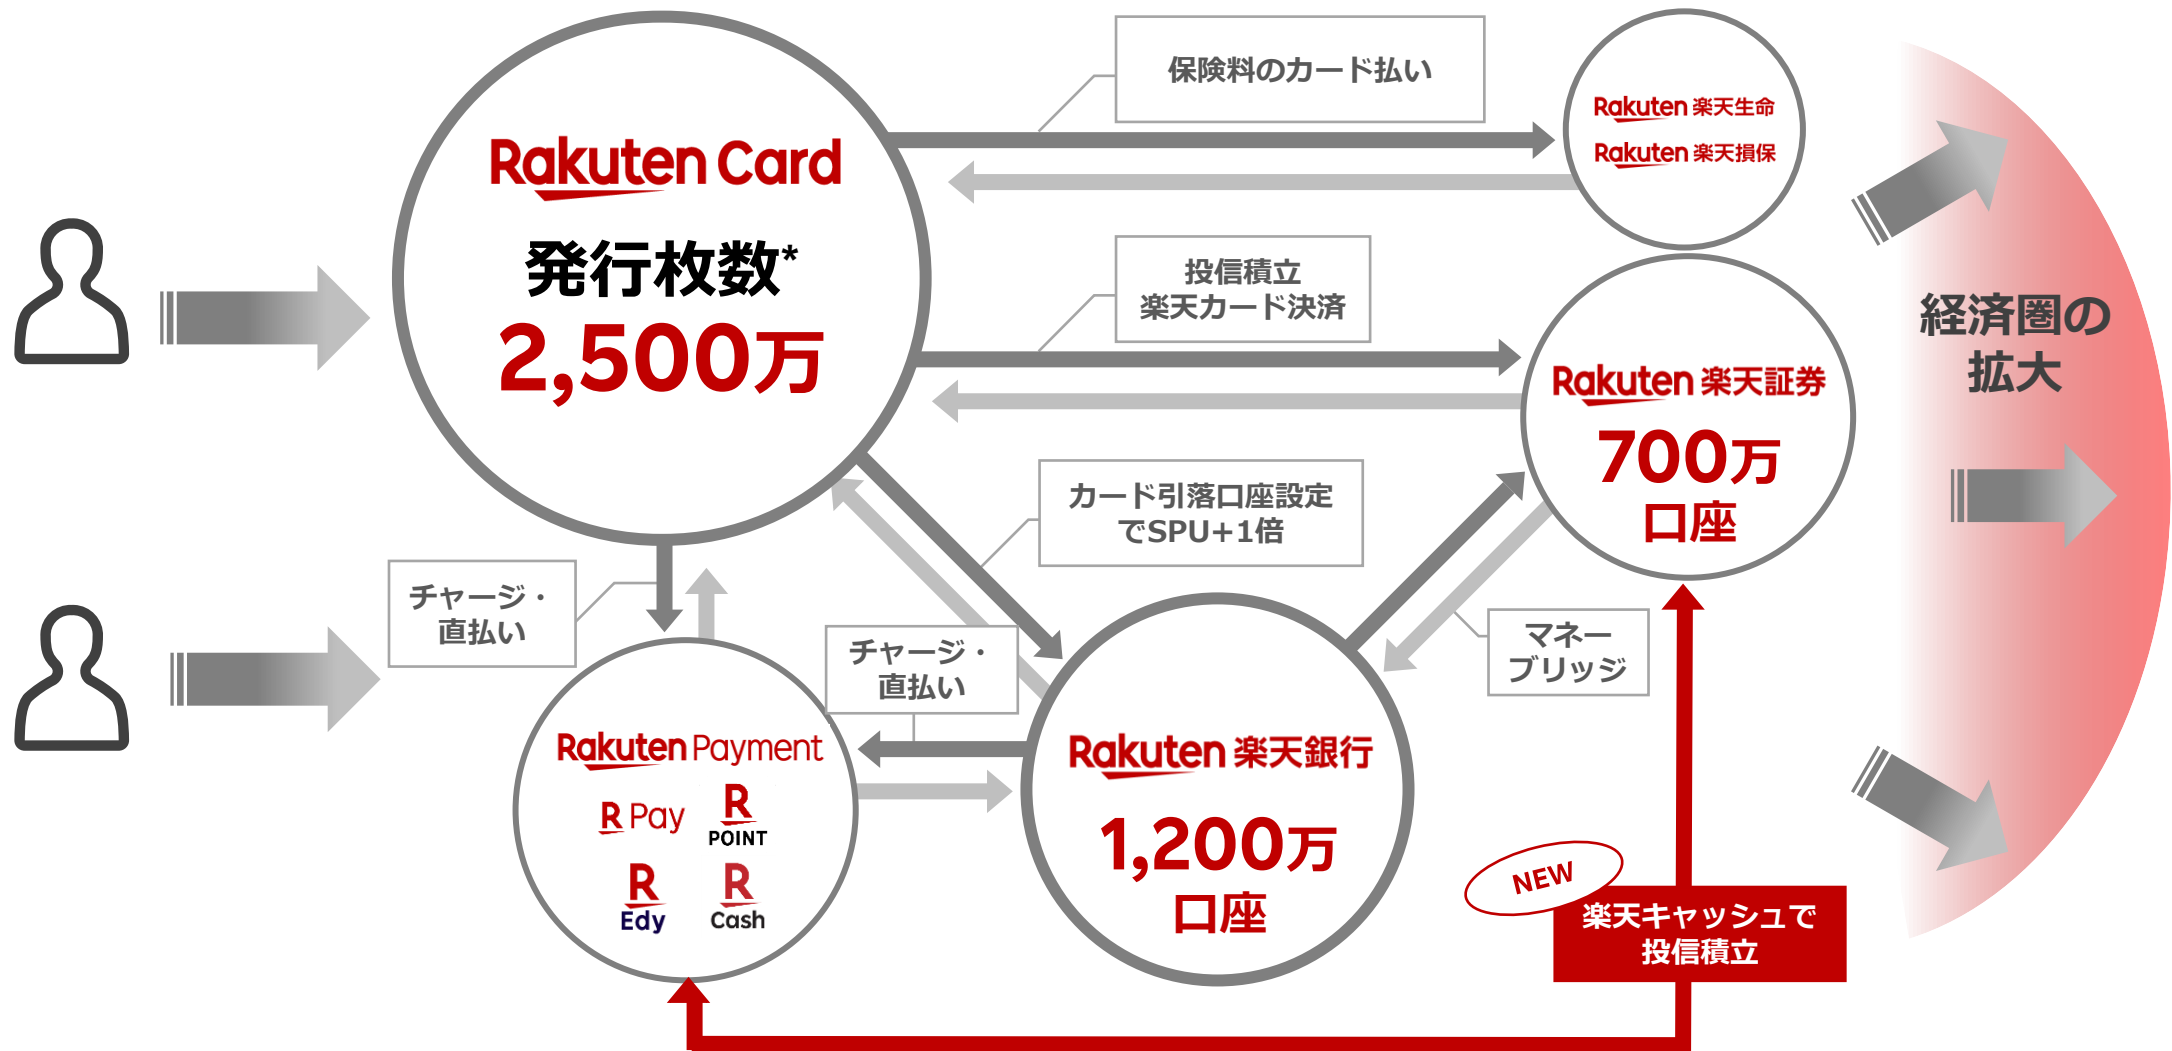 Rakuten Card
発行枚数*
2,500万
保険料のカード払い
Rakuten 楽天生命
Rakuten 楽天損保
投信積立
楽天カード決済
Rakuten 楽天証券
700万
口座
経済圏の
拡大
カード引落口座設定
でSPU+1倍
チャージ・
直払い
チャージ・
直払い
マネー
ブリッジ
Rakuten Payment
R Pay
R
POINT
R
Edy
R
Cash
Rakuten 楽天銀行
1,200万
口座
NEW
楽天キャッシュで
投信積立